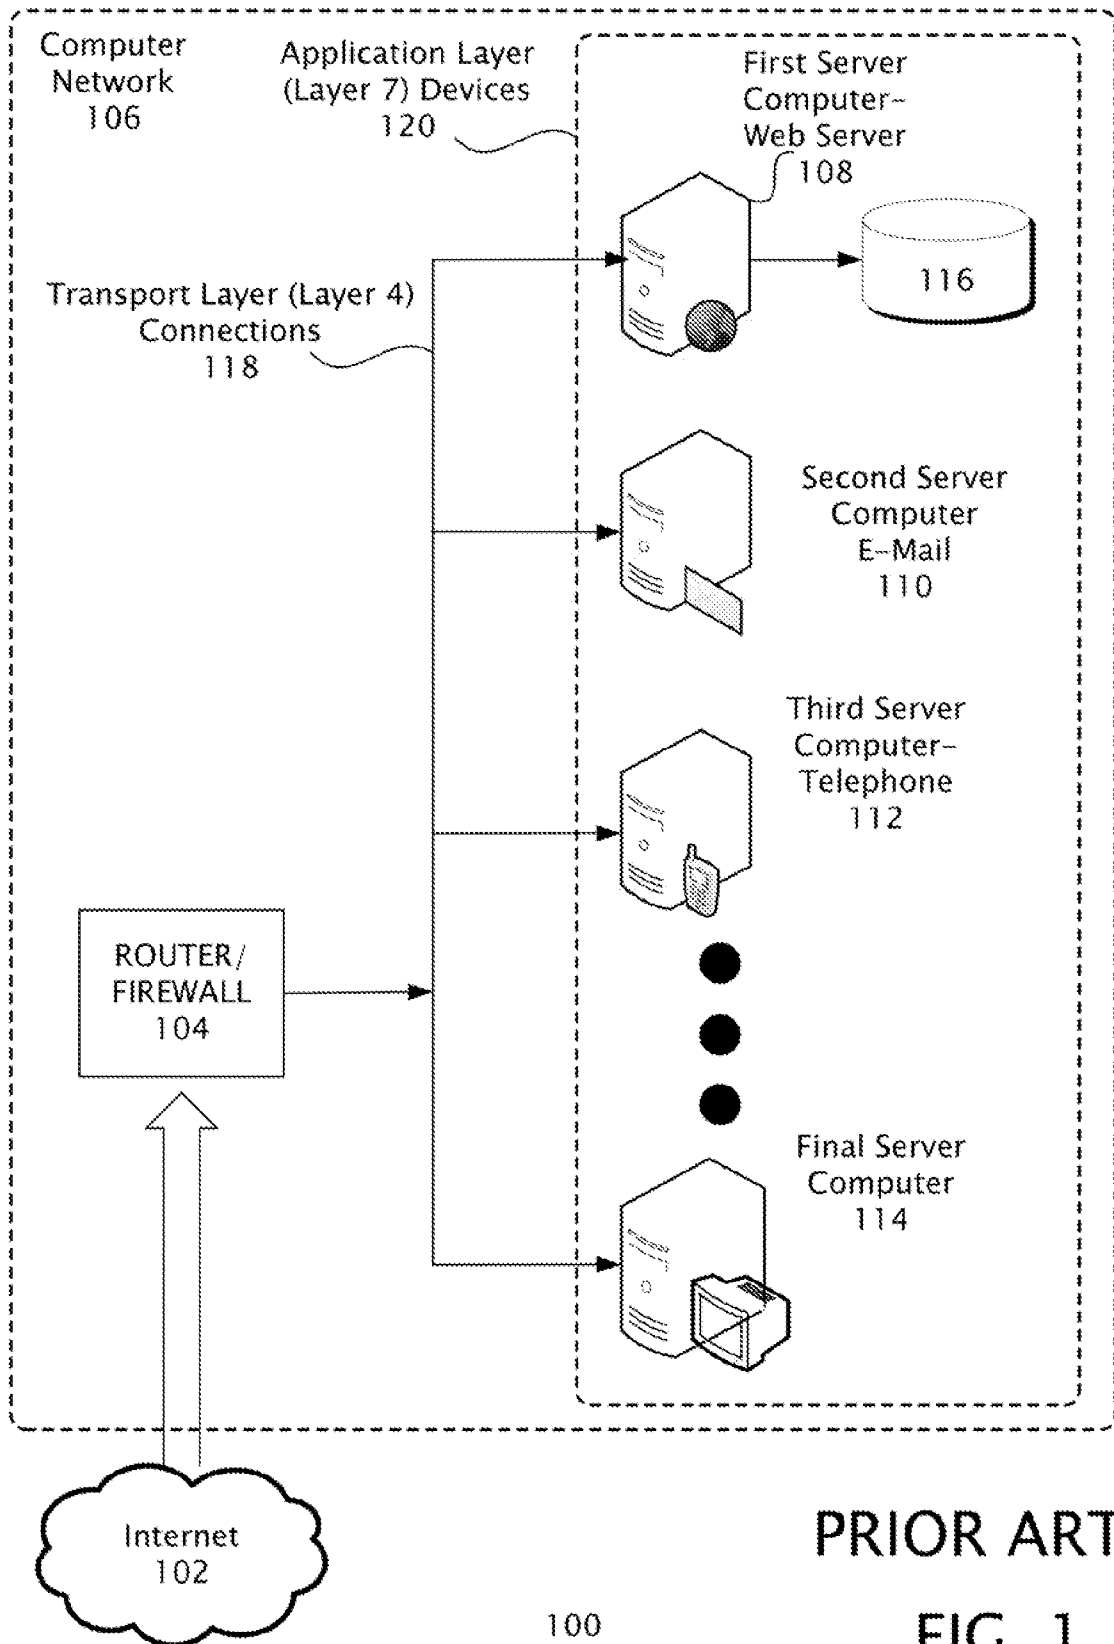 Computer
Network
106
Application Layer
(Layer 7) Devices
120
First Server
Computer-
Web Server
108
116
Transport Layer (Layer 4)
Connections
118
Second Server
Computer
E-Mail
110
Third Server
Computer-
Telephone
112
ROUTER/
FIREWALL
104
Final Server
Computer
114
Internet
102
PRIOR ART
100
FIG. 1